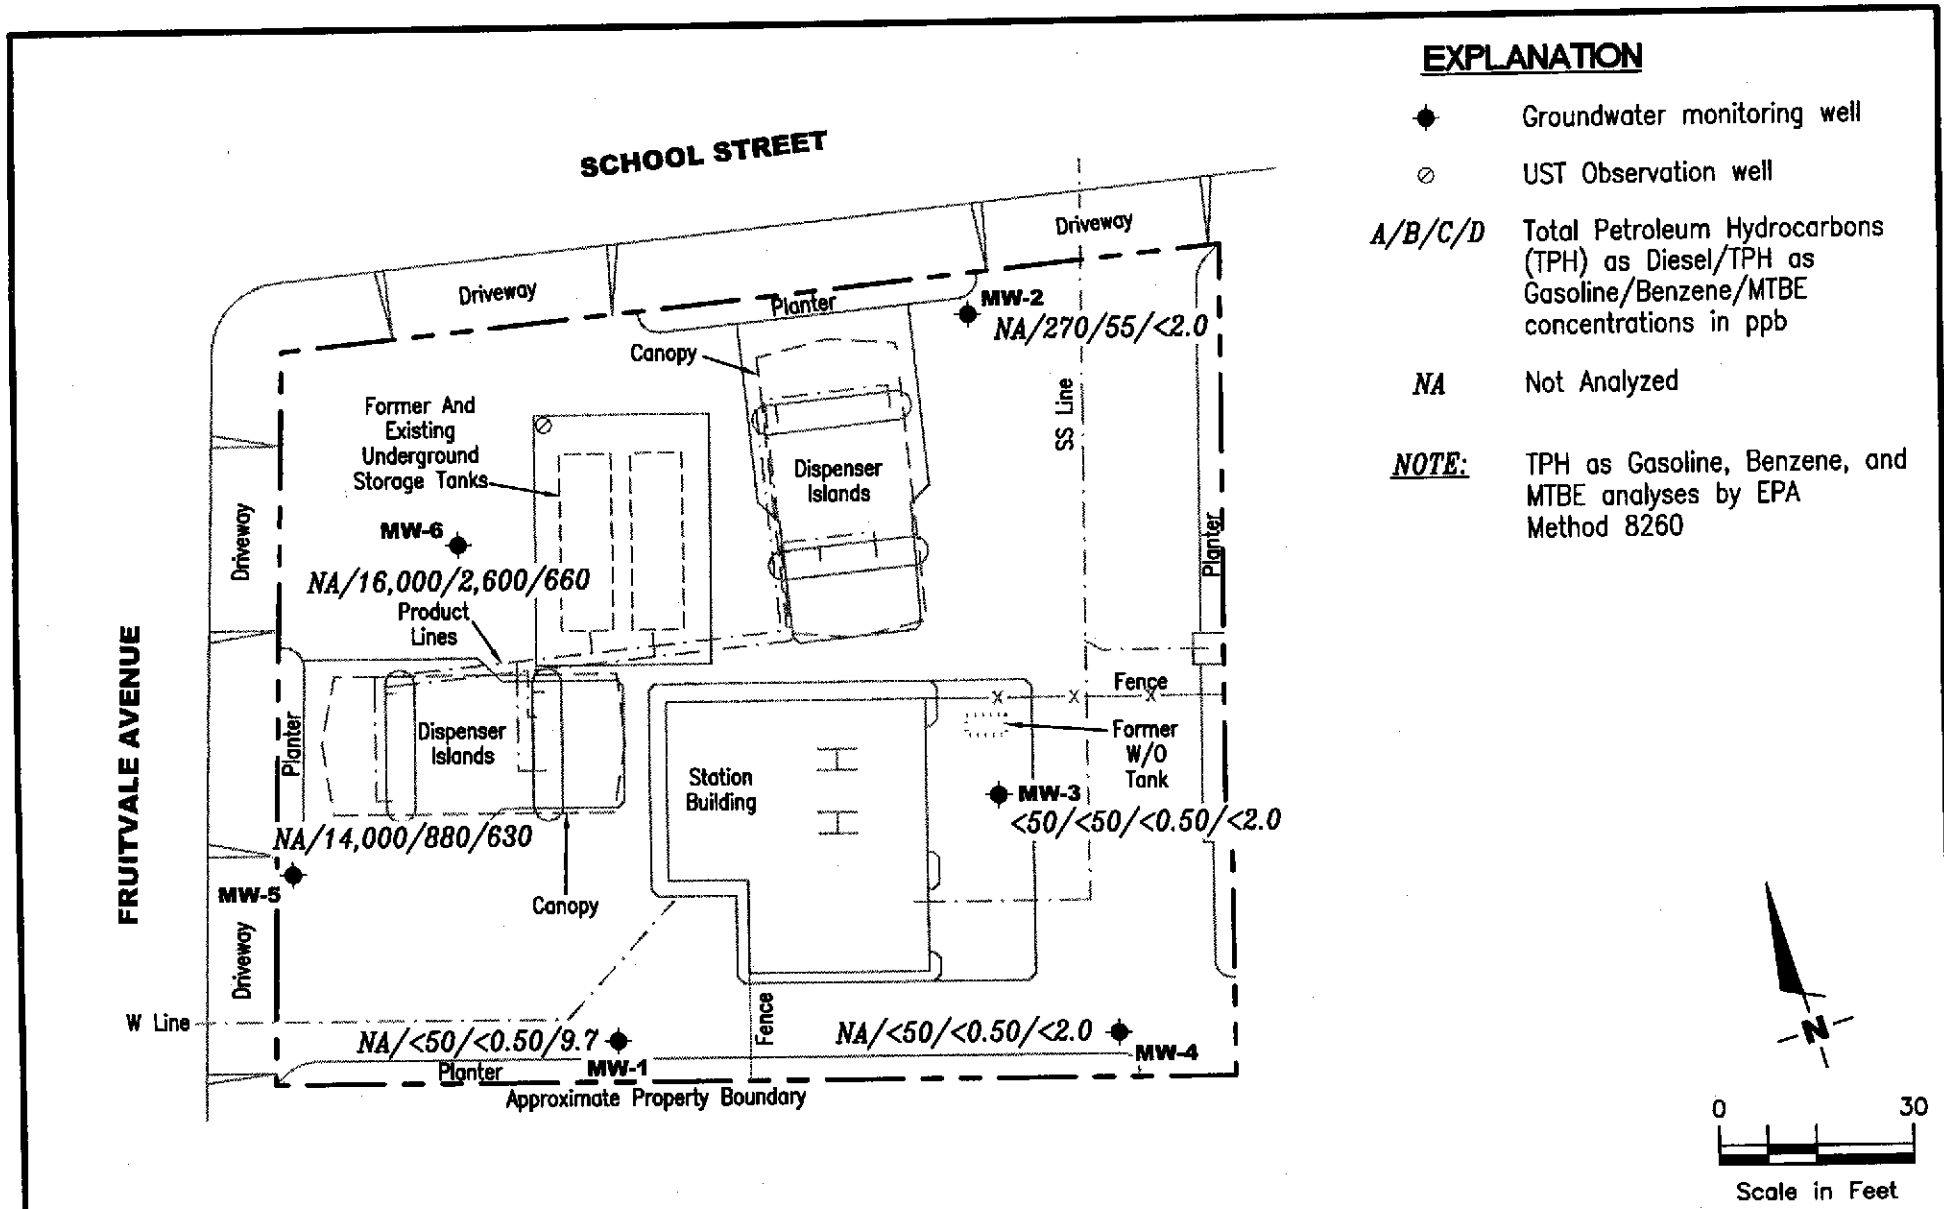 EXPLANATION
Groundwater monitoring well
UST Observation well
A/B/C/D
Total Petroleum Hydrocarbons
(TPH) as Diesel/TPH as
Gasoline/Benzene/MTBE
concentrations in ppb
NA
Not Analyzed
NOTE:
TPH as Gasoline, Benzene, and
MTBE analyses by EPA
Method 8260
SCHOOL STREET
Driveway
Driveway
Planter
MW-2
NA/270/55/<2.0
Canopy
SS Line
Former And
Existing
Underground
Storage Tanks
Dispenser
Islands
MW-6
NA/16,000/2,600/660
Product
Lines
Driveway
Planter
FRUITVALE AVENUE
Planter
Dispenser
Islands
Fence
X X X
Former
W/O
Tank
Station
Building
MW-3
<50/<50/<0.50/<2.0
NA/14,000/880/630
MW-5
Canopy
Driveway
W Line
NA/<50/<0.50/9.7
MW-1
Fence
NA/<50/<0.50/<2.0
MW-4
Planter
Approximate Property Boundary
N
0 30
Scale in Feet